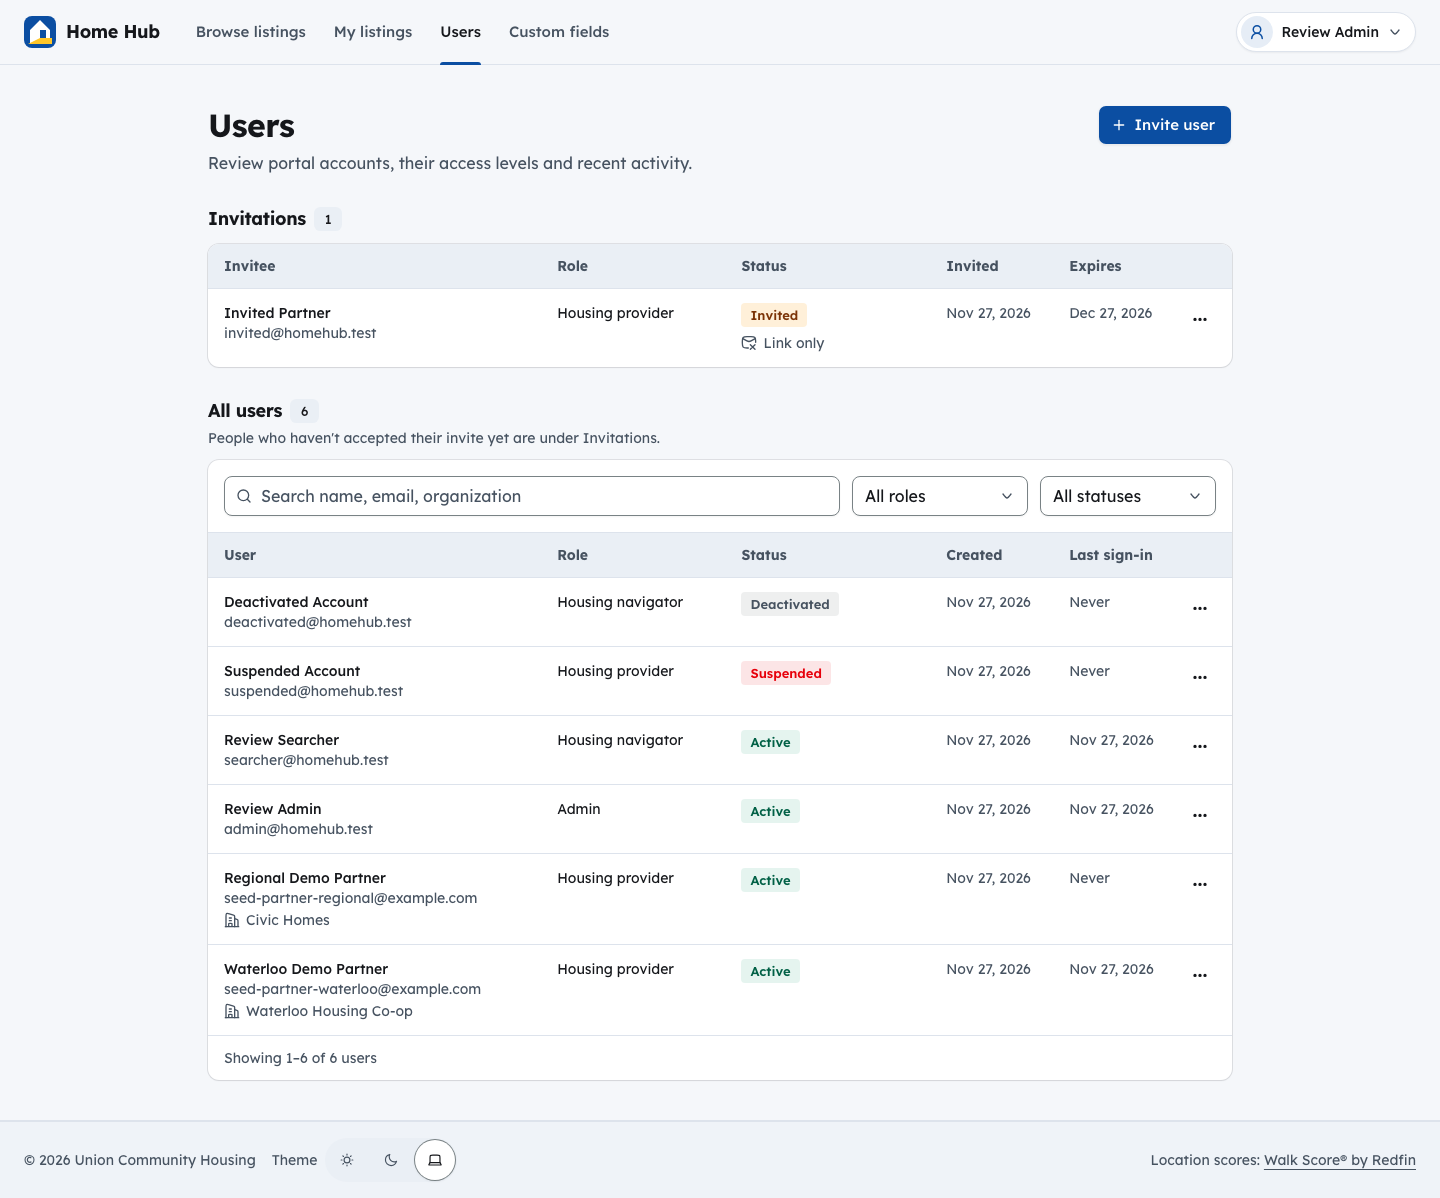 Home Hub Browse listings My listings Users Custom fields Review Admin
Users
+ Invite user
Review portal accounts, their access levels and recent activity.
Invitations 1
Invitee Role Status Invited Expires
Invited Partner Housing provider Invited Nov 27, 2026 Dec 27, 2026 ...
invited@homehub.test
Link only
All users 6
People who haven't accepted their invite yet are under Invitations.
Search name, email, organization All roles All statuses
User Role Status Created Last sign-in
Deactivated Account Housing navigator Deactivated Nov 27, 2026 Never ...
deactivated@homehub.test
Suspended Account Housing provider Suspended Nov 27, 2026 Never ...
suspended@homehub.test
Review Searcher Housing navigator Active Nov 27, 2026 Nov 27, 2026 ...
searcher@homehub.test
Review Admin Admin Active Nov 27, 2026 Nov 27, 2026 ...
admin@homehub.test
Regional Demo Partner Housing provider Active Nov 27, 2026 Never ...
seed-partner-regional@example.com
Civic Homes
Waterloo Demo Partner Housing provider Active Nov 27, 2026 Nov 27, 2026 ...
seed-partner-waterloo@example.com
Waterloo Housing Co-op
Showing 1–6 of 6 users
© 2026 Union Community Housing Theme Location scores: Walk Score® by Redfin